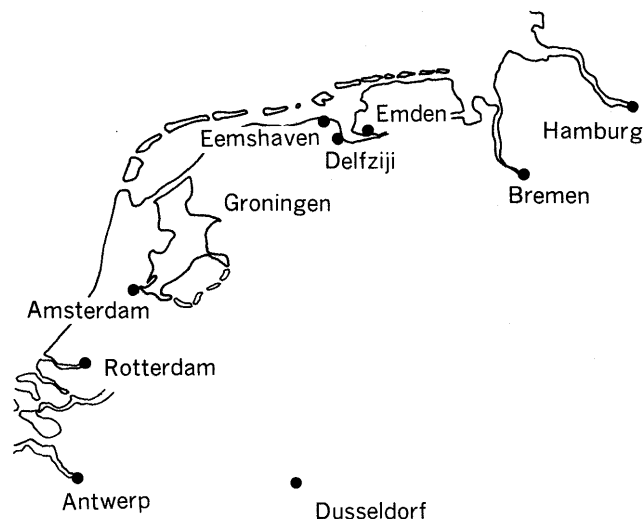 Emden
Hamburg
Eemshaven
Delfziji
Bremen
Groningen
Amsterdam
Rotterdam
Antwerp
Dusseldorf